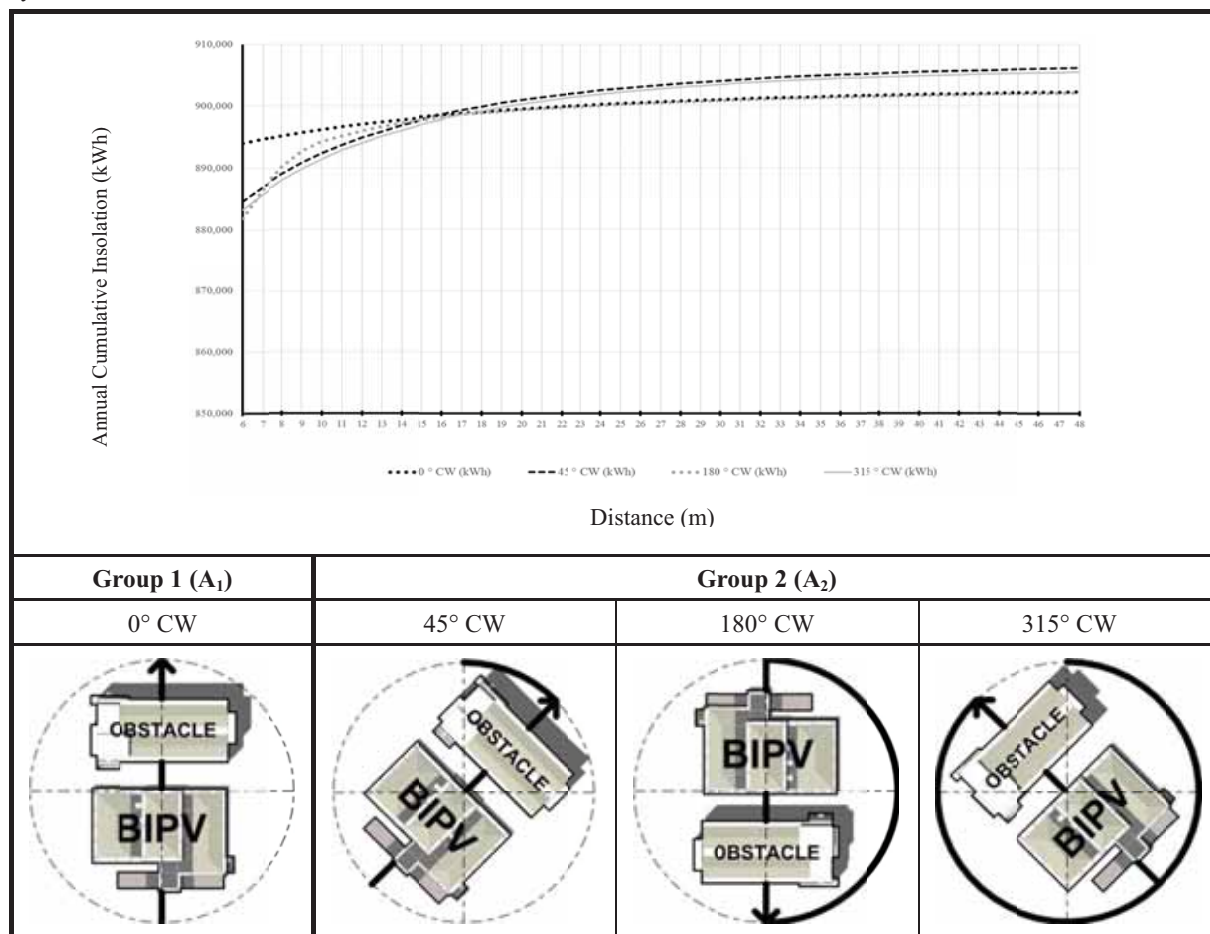 910,000
900,000
890,000
880,000
870,000
860,000
850,000
Annual Cumulative Insolation (kWh)
6 7 8 9 10 11 12 13 14 15 16 17 18 19 20 21 22 23 24 25 26 27 28 29 30 31 32 33 34 35 36 37 38 39 40 41 42 43 44 45 46 47 48
0 ° CW (kWh) 45 ° CW (kWh) 180 ° CW (kWh) 315 ° CW (kWh)
Distance (m)
Group 1 (A₁) Group 2 (A₂)
0° CW 45° CW 180° CW 315° CW
OBSTACLE
BIPV
OBSTACLE
BIPV
BIPV
OBSTACLE
OBSTACLE
BIPV